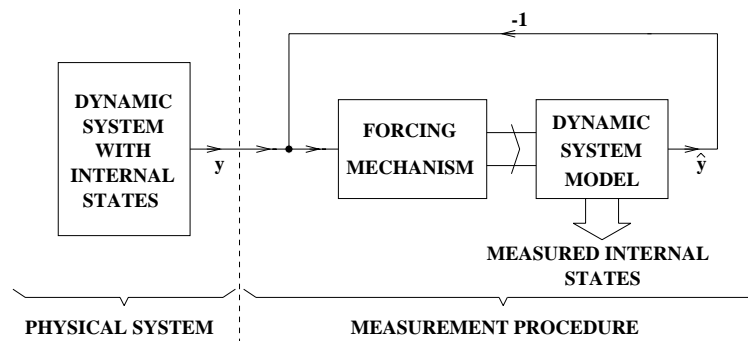 -1
DYNAMIC
SYSTEM
WITH
INTERNAL
STATES
y
FORCING
MECHANISM
DYNAMIC
SYSTEM
MODEL
ŷ
MEASURED INTERNAL
STATES
PHYSICAL SYSTEM
MEASUREMENT PROCEDURE